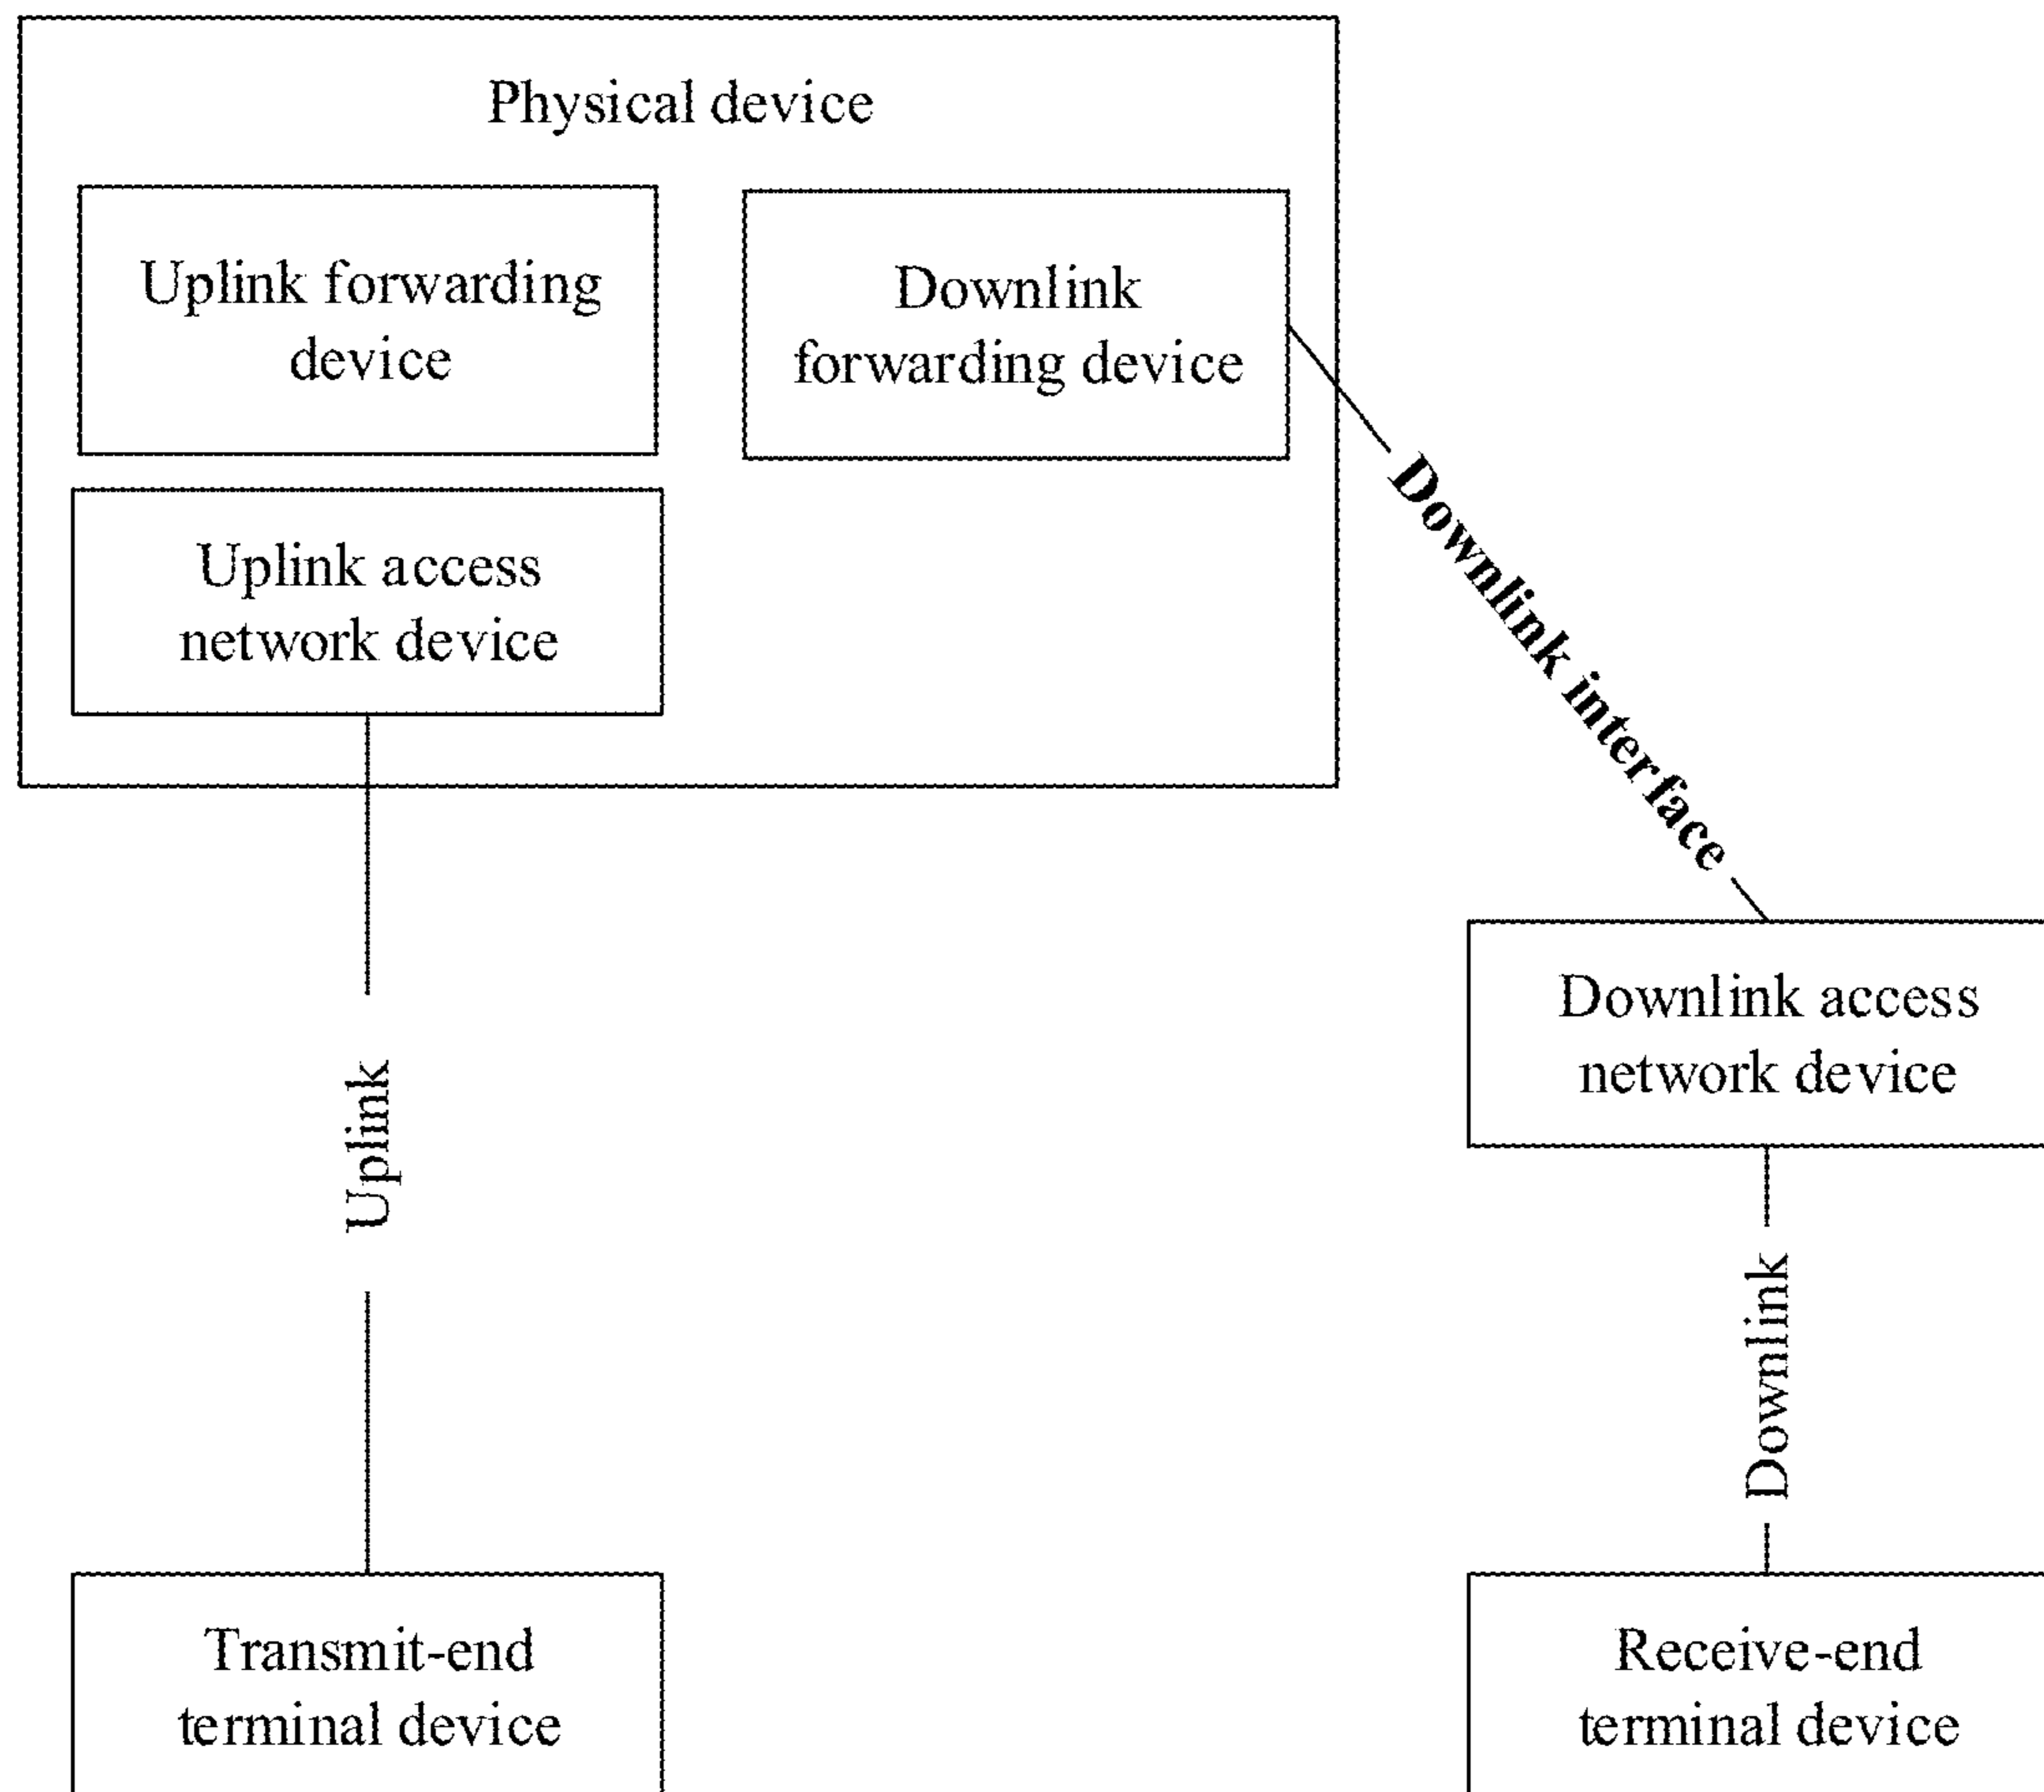 Physical device
Uplink forwarding
device
Downlink
forwarding device
Uplink access
network device
Downlink interface
Downlink access
network device
Uplink
Downlink
Transmit-end
terminal device
Receive-end
terminal device